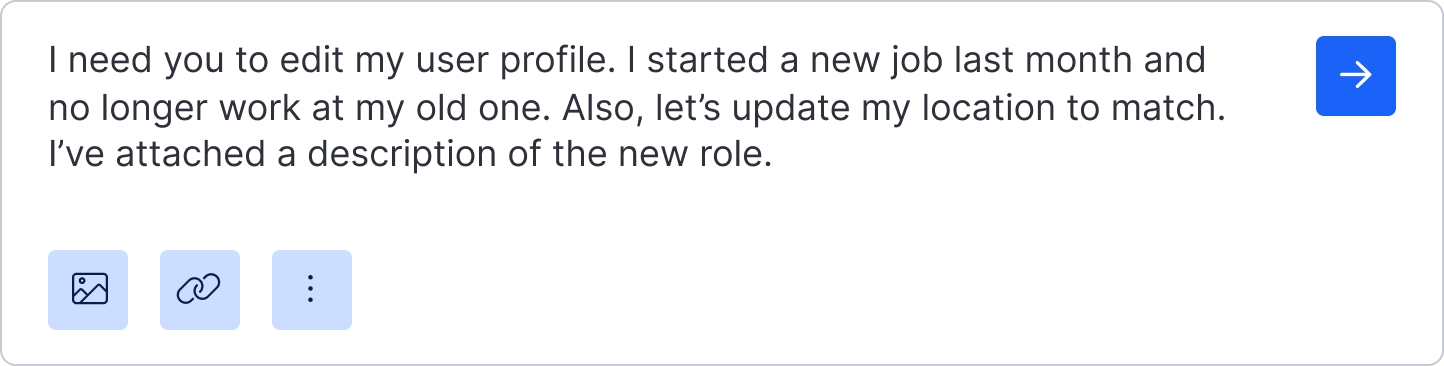 I need you to edit my user profile. I started a new job last month and
no longer work at my old one. Also, let’s update my location to match.
I’ve attached a description of the new role.